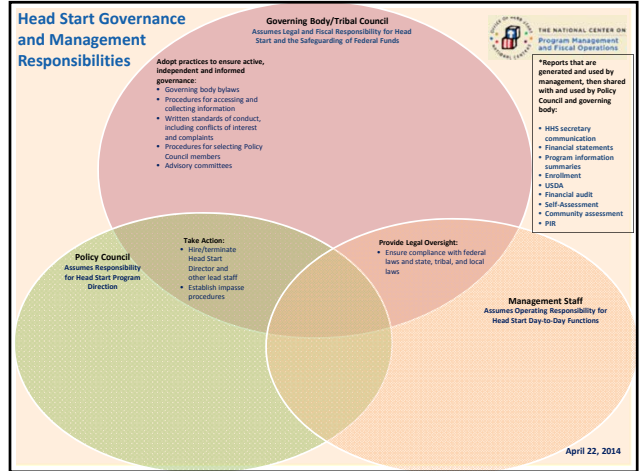 Head Start Governance
and Management
Responsibilities
Governing Body/Tribal Council
Assumes Legal and Fiscal Responsibility for Head
Start and the Safeguarding of Federal Funds
OFFICE OF HEAD START
NATIONAL CENTERS
THE NATIONAL CENTER ON
Program Management
and Fiscal Operations
Adopt practices to ensure active,
independent and informed
governance:
• Governing body bylaws
• Procedures for accessing and
collecting information
• Written standards of conduct,
including conflicts of interest
and complaints
• Procedures for selecting Policy
Council members
• Advisory committees
*Reports that are
generated and used by
management, then shared
with and used by Policy
Council and governing
body:
• HHS secretary
communication
• Financial statements
• Program information
summaries
• Enrollment
• USDA
• Financial audit
• Self-Assessment
• Community assessment
• PIR
Take Action:
• Hire/terminate
Head Start
Director and
other lead staff
• Establish impasse
procedures
Provide Legal Oversight:
• Ensure compliance with federal
laws and state, tribal, and local
laws
Policy Council
Assumes Responsibility
for Head Start Program
Direction
Management Staff
Assumes Operating Responsibility for
Head Start Day-to-Day Functions
April 22, 2014